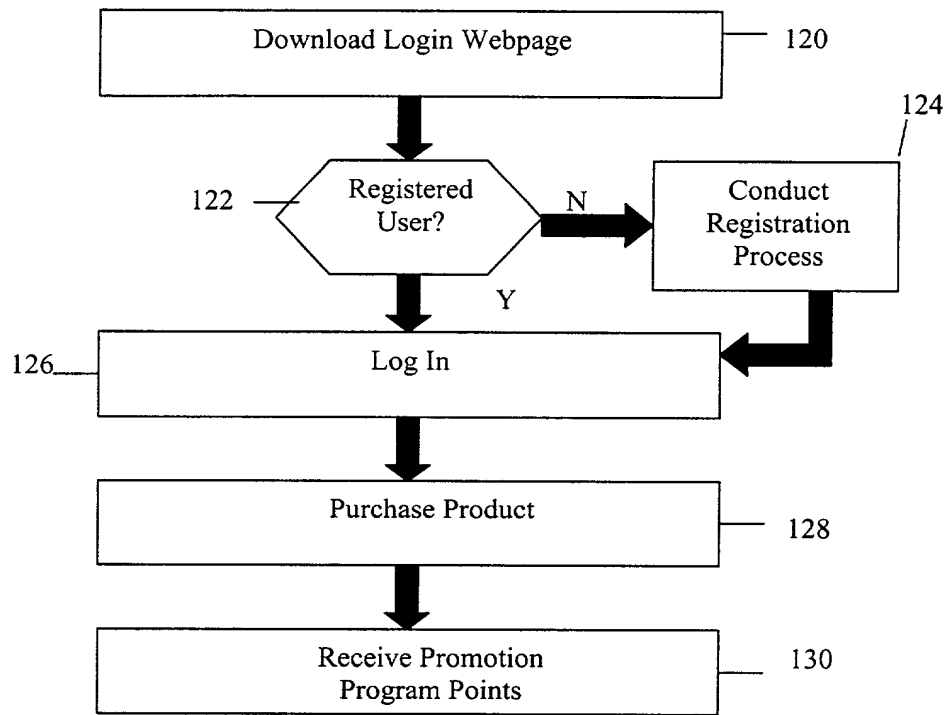 Download Login Webpage
120
124
Registered
User?
122
N
Conduct
Registration
Process
Y
Log In
126
Purchase Product
128
Receive Promotion
Program Points
130